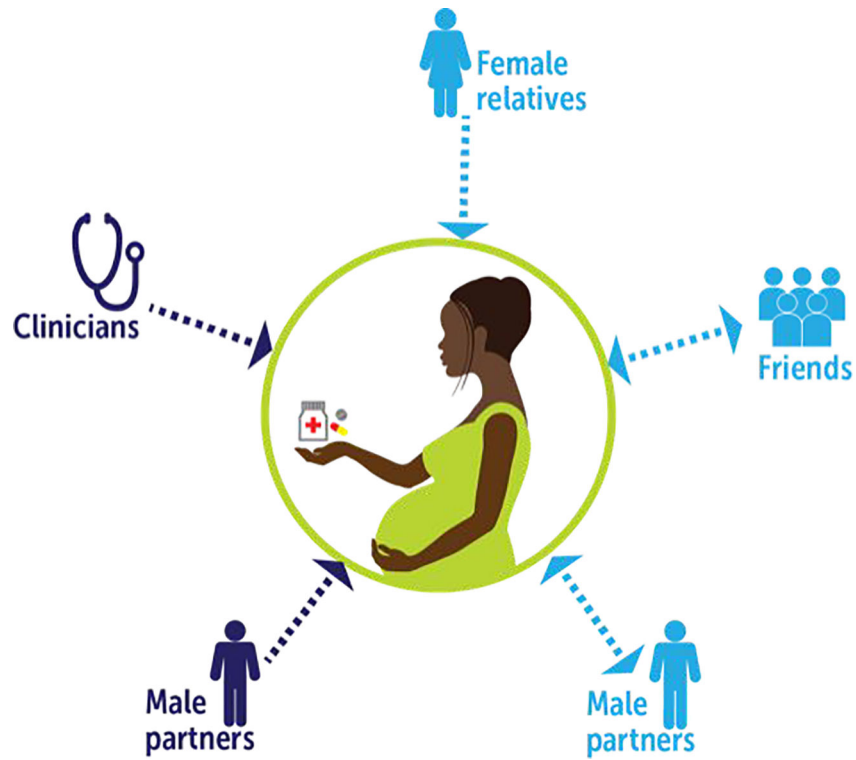 Female
relatives
Clinicians
Friends
Male
partners
Male
partners